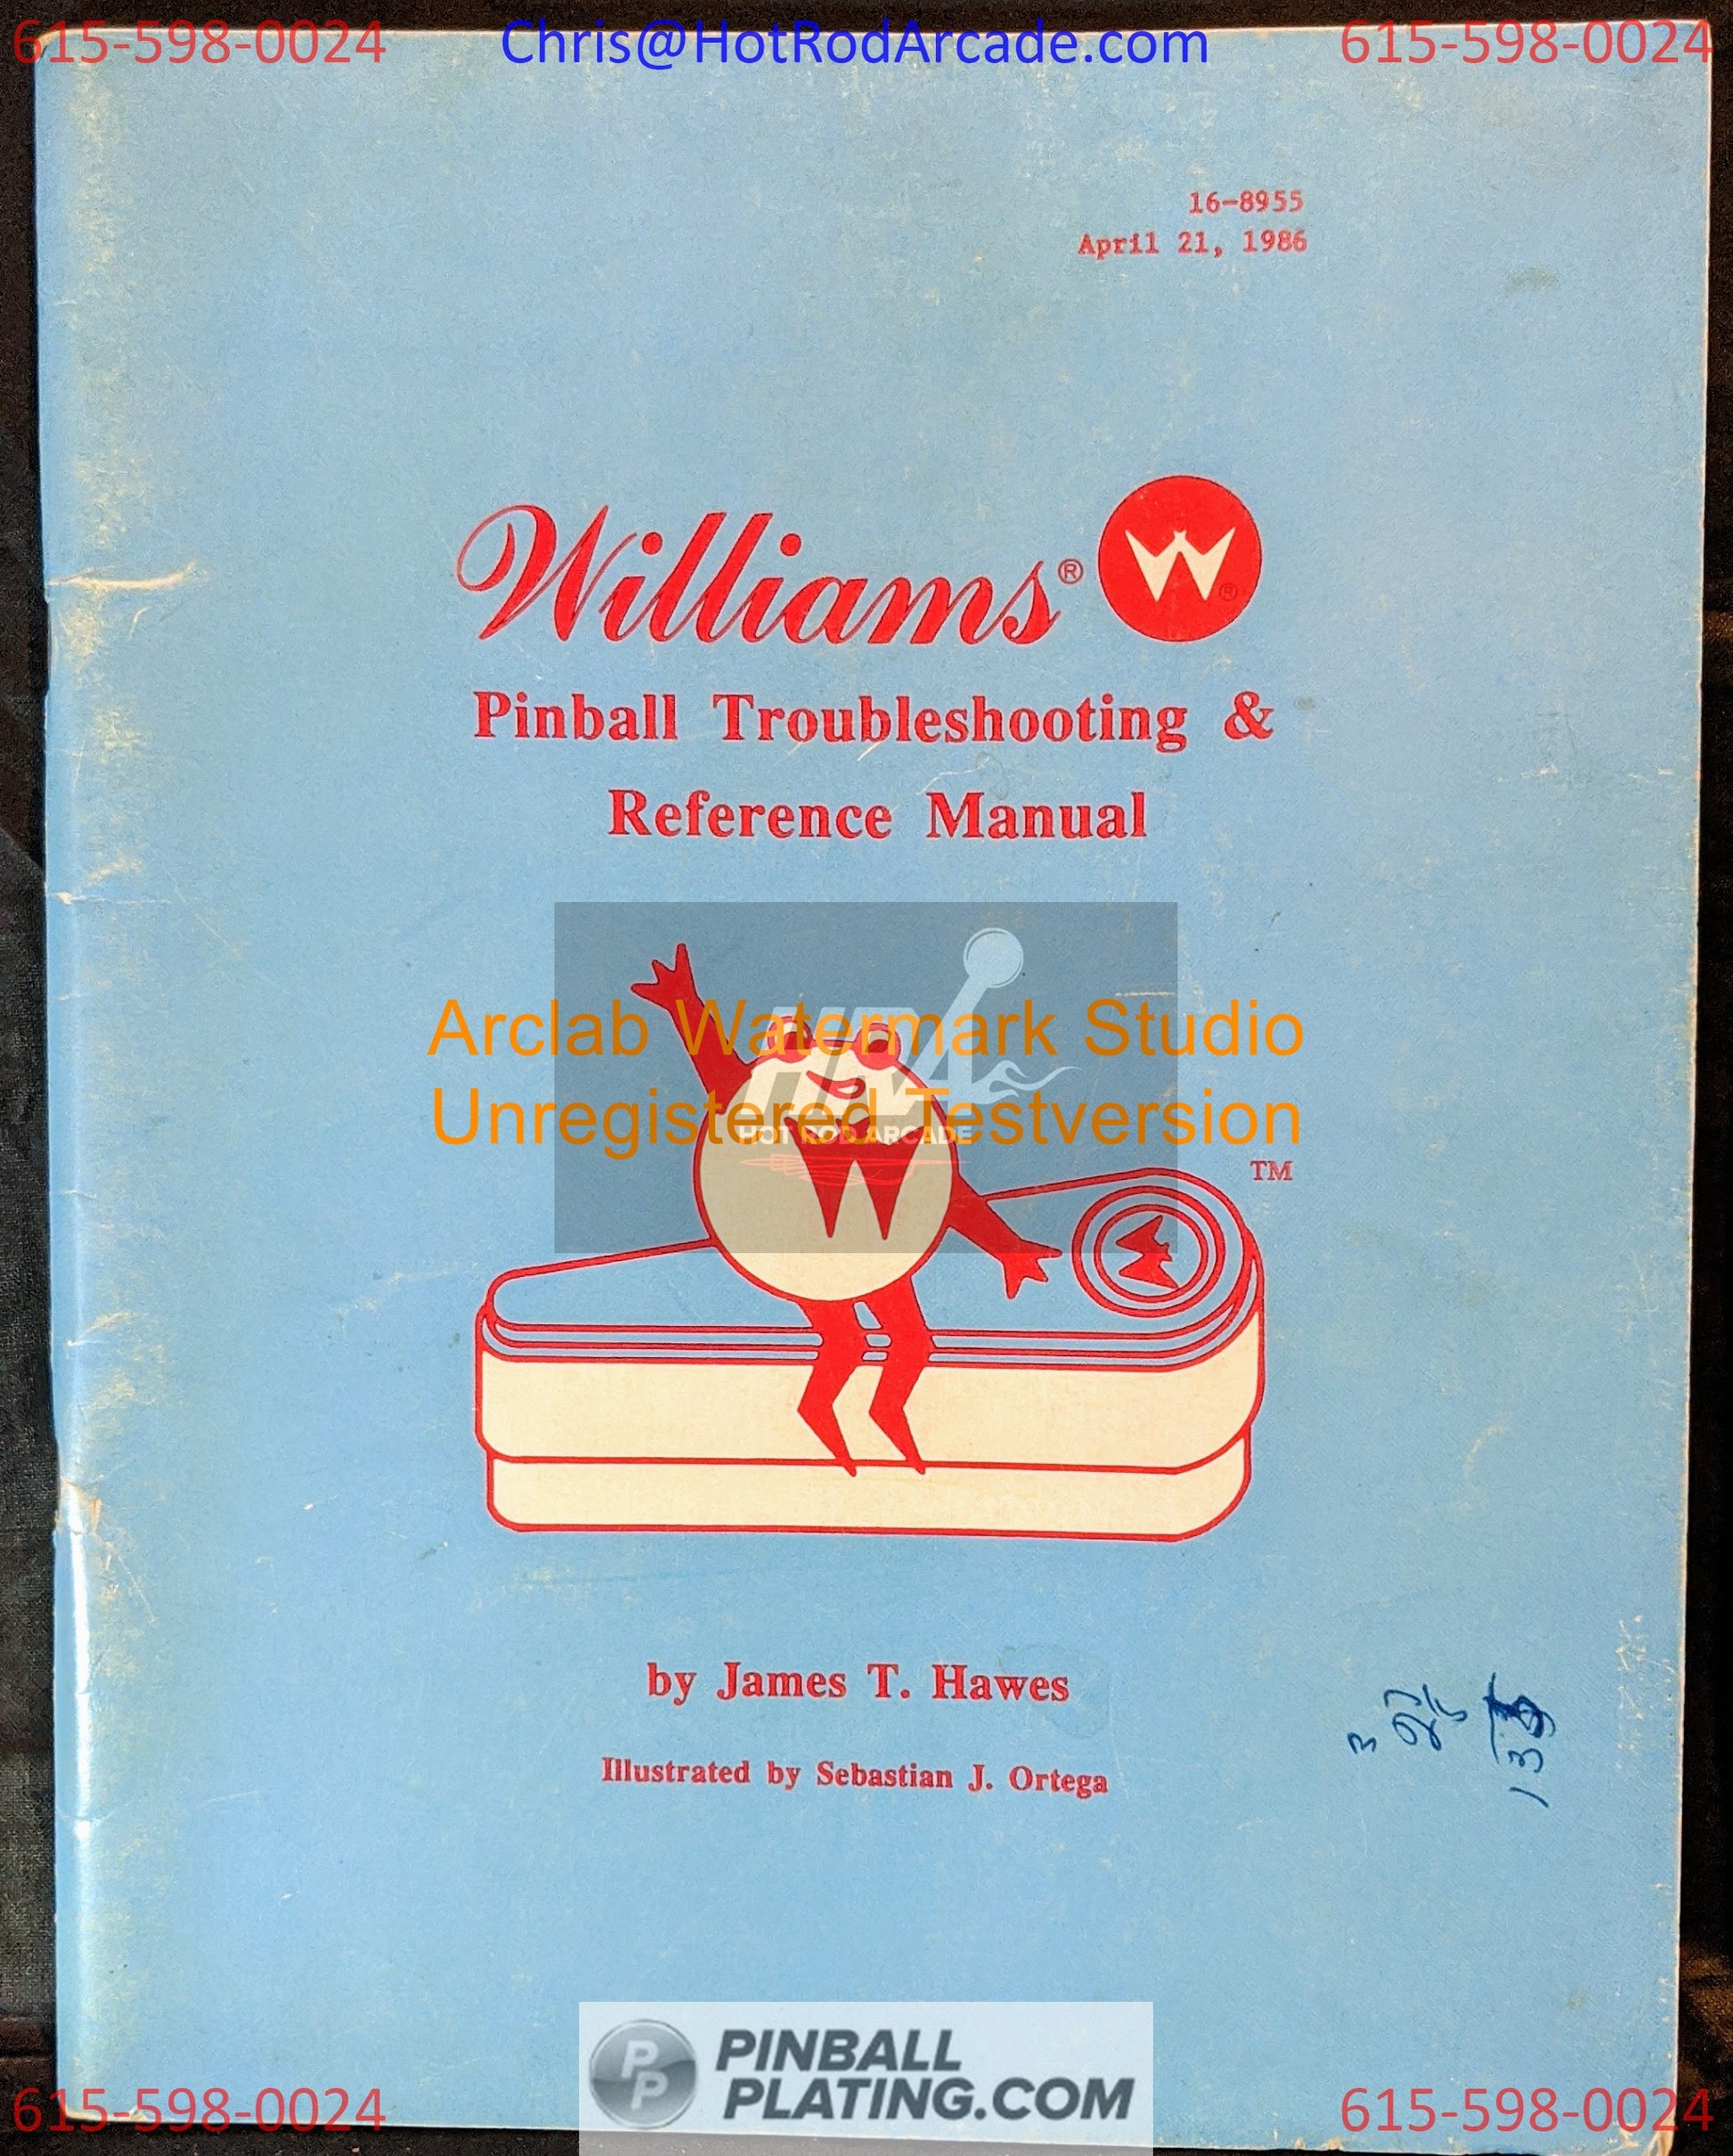 615-598-0024 Chris@HotRodArcade.com 615-598-0024
16-8955
April 21, 1986
Williams® W®
Pinball Troubleshooting &
Reference Manual
Arclab Watermark Studio
HRA
Unregistered Testversion
HOT ROD ARCADE
W
TM
by James T. Hawes
Illustrated by Sebastian J. Ortega
PP PINBALL
PLATING.COM
615-598-0024 615-598-0024